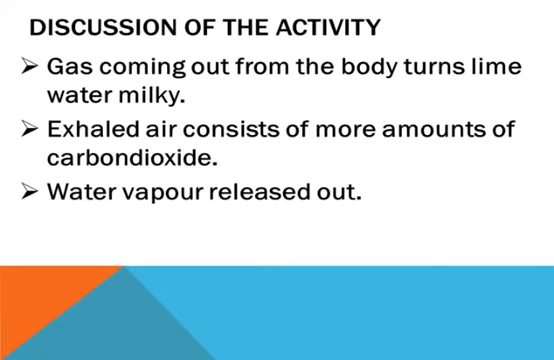 DISCUSSION OF THE ACTIVITY
➢ Gas coming out from the body turns lime
water milky.
➢ Exhaled air consists of more amounts of
carbondioxide.
➢ Water vapour released out.